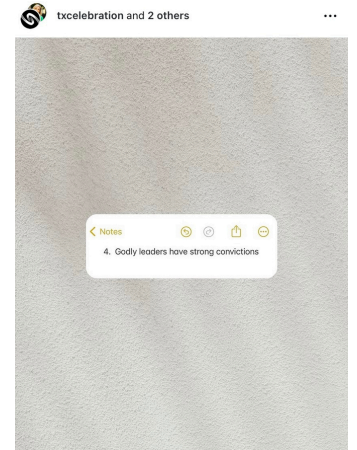 txcelebration and 2 others
Notes
4. Godly leaders have strong convictions